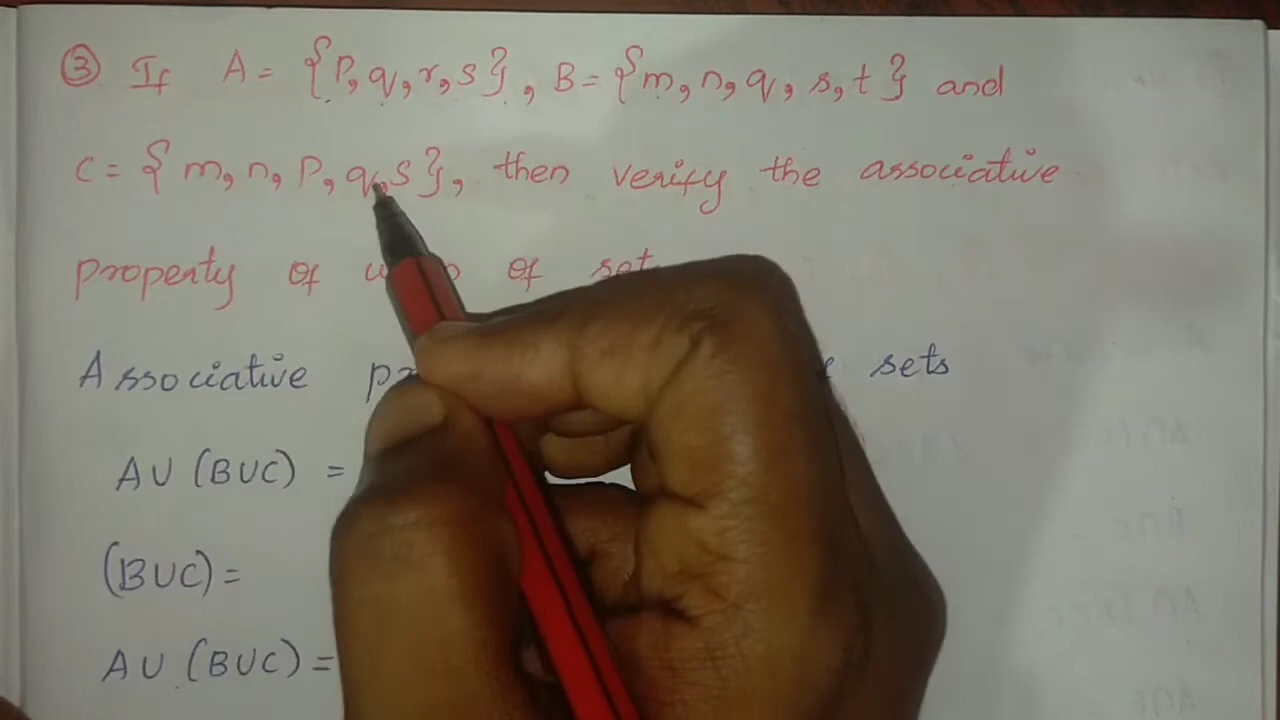 ③ If A = {P, q, r, s}, B = {m, n, q, s, t} and
C = {m, n, P, q, s}, then verify the associative
property of of
Associative sets
A∪(B∪C) =
(B∪C) =
A∪(B∪C) =